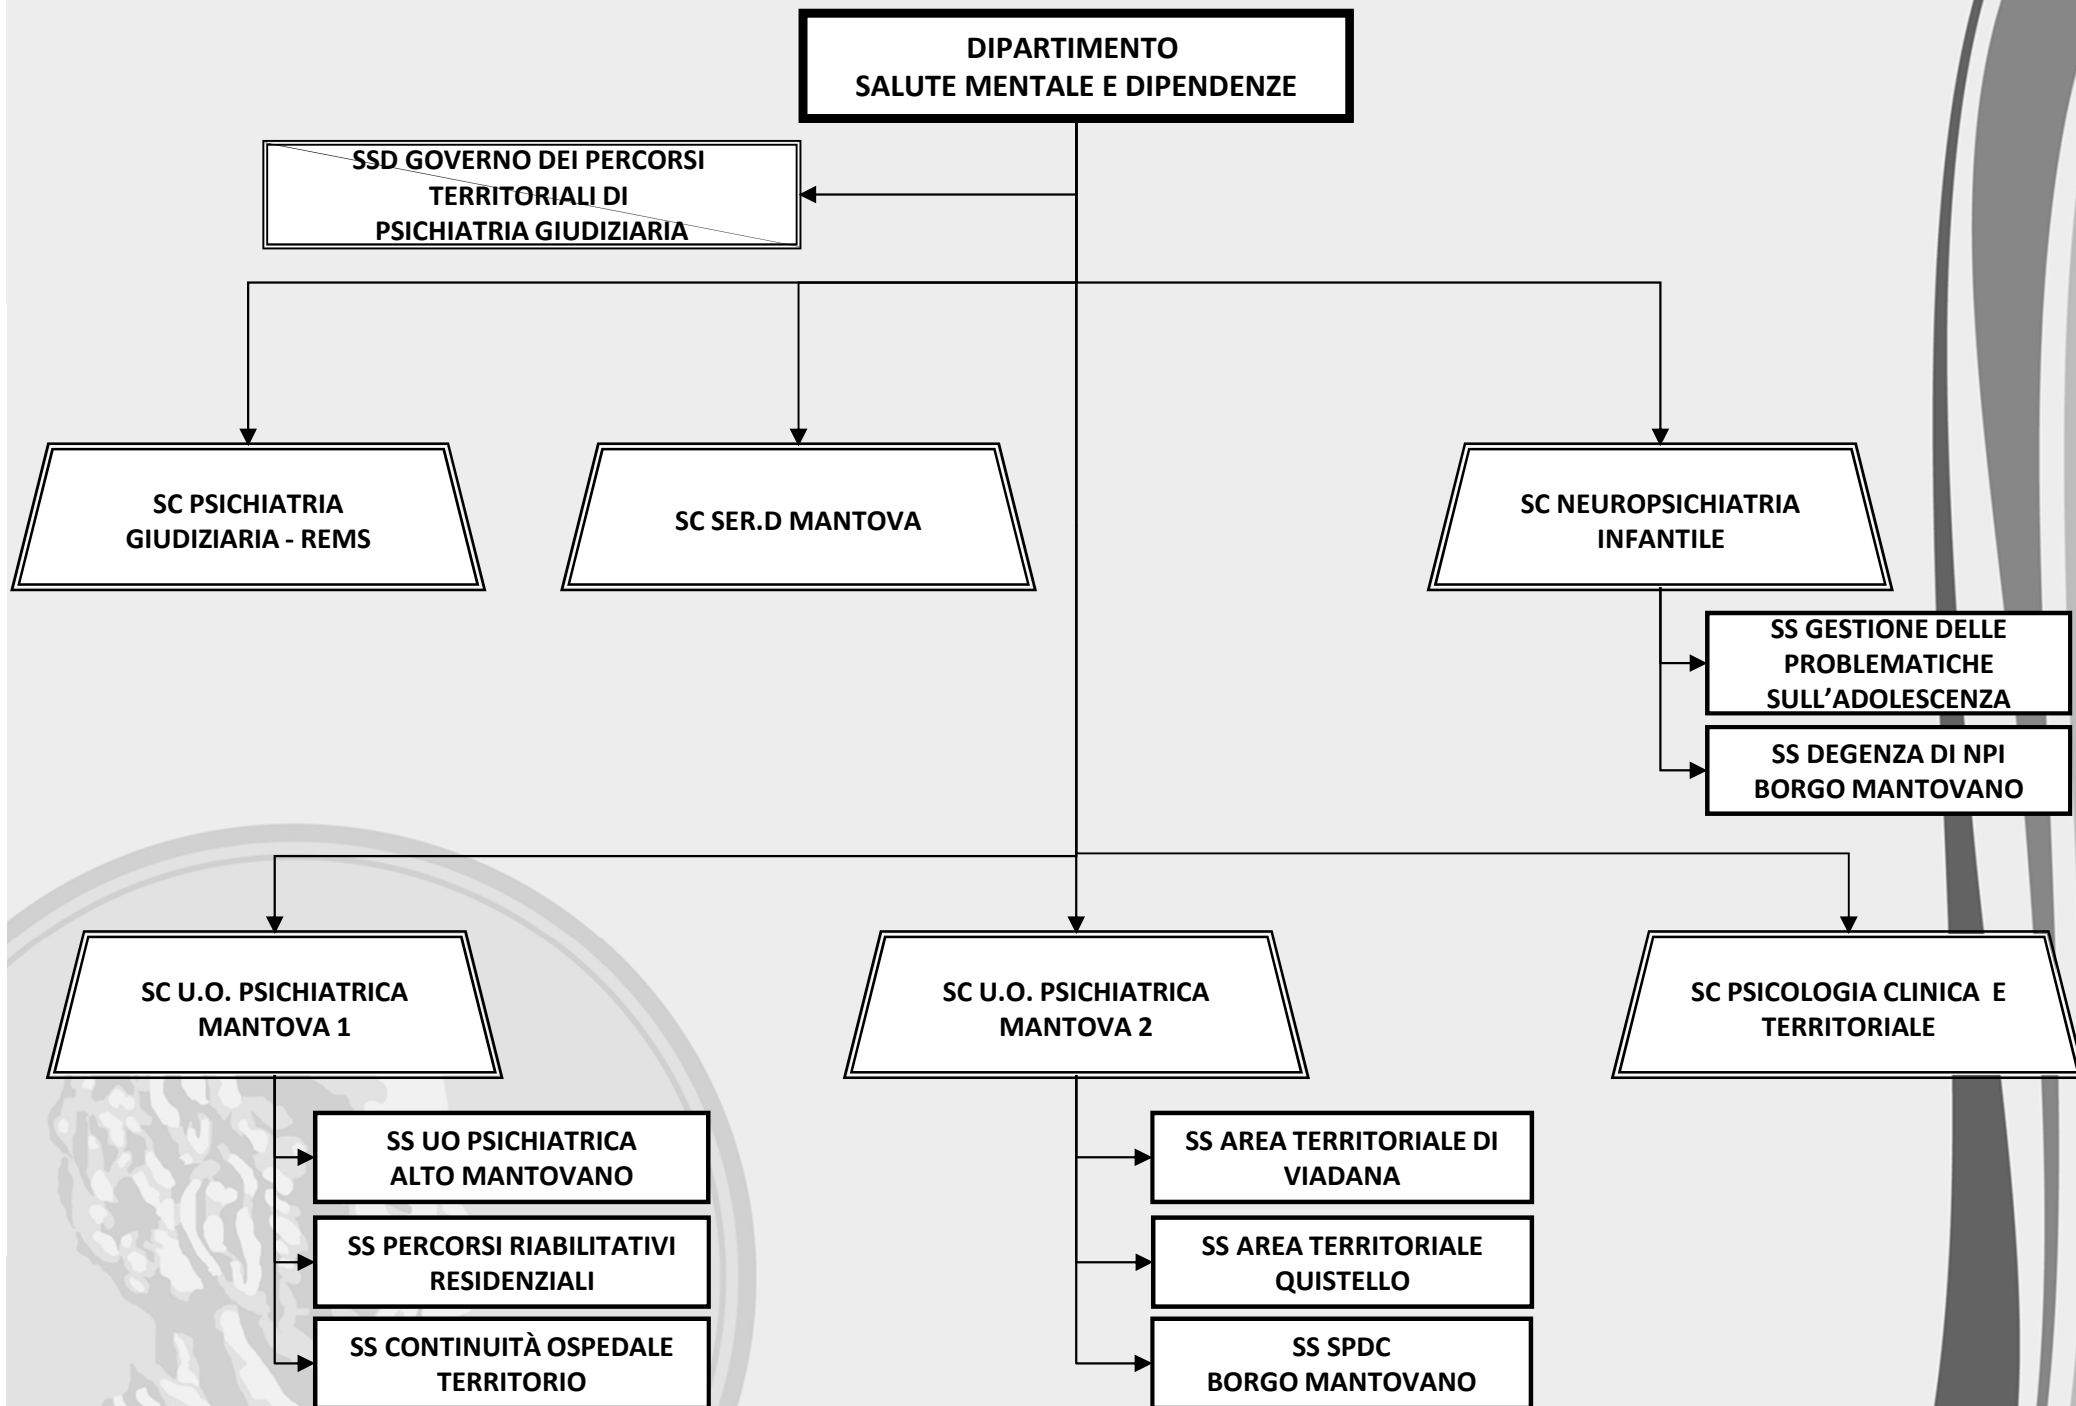 DIPARTIMENTO
SALUTE MENTALE E DIPENDENZE
SSD GOVERNO DEI PERCORSI
TERRITORIALI DI
PSICHIATRIA GIUDIZIARIA
SC PSICHIATRIA
GIUDIZIARIA - REMS
SC SER.D MANTOVA
SC NEUROPSICHIATRIA
INFANTILE
SS GESTIONE DELLE
PROBLEMATICHE
SULL'ADOLESCENZA
SS DEGENZA DI NPI
BORGO MANTOVANO
SC U.O. PSICHIATRICA
MANTOVA 1
SC U.O. PSICHIATRICA
MANTOVA 2
SC PSICOLOGIA CLINICA  E
TERRITORIALE
SS UO PSICHIATRICA
ALTO MANTOVANO
SS PERCORSI RIABILITATIVI
RESIDENZIALI
SS CONTINUITÀ OSPEDALE
TERRITORIO
SS AREA TERRITORIALE DI
VIADANA
SS AREA TERRITORIALE
QUISTELLO
SS SPDC
BORGO MANTOVANO